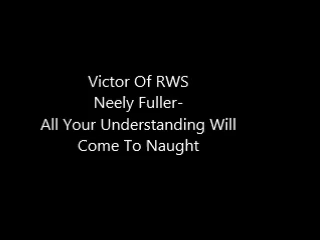 Victor Of RWS
Neely Fuller-
All Your Understanding Will
Come To Naught